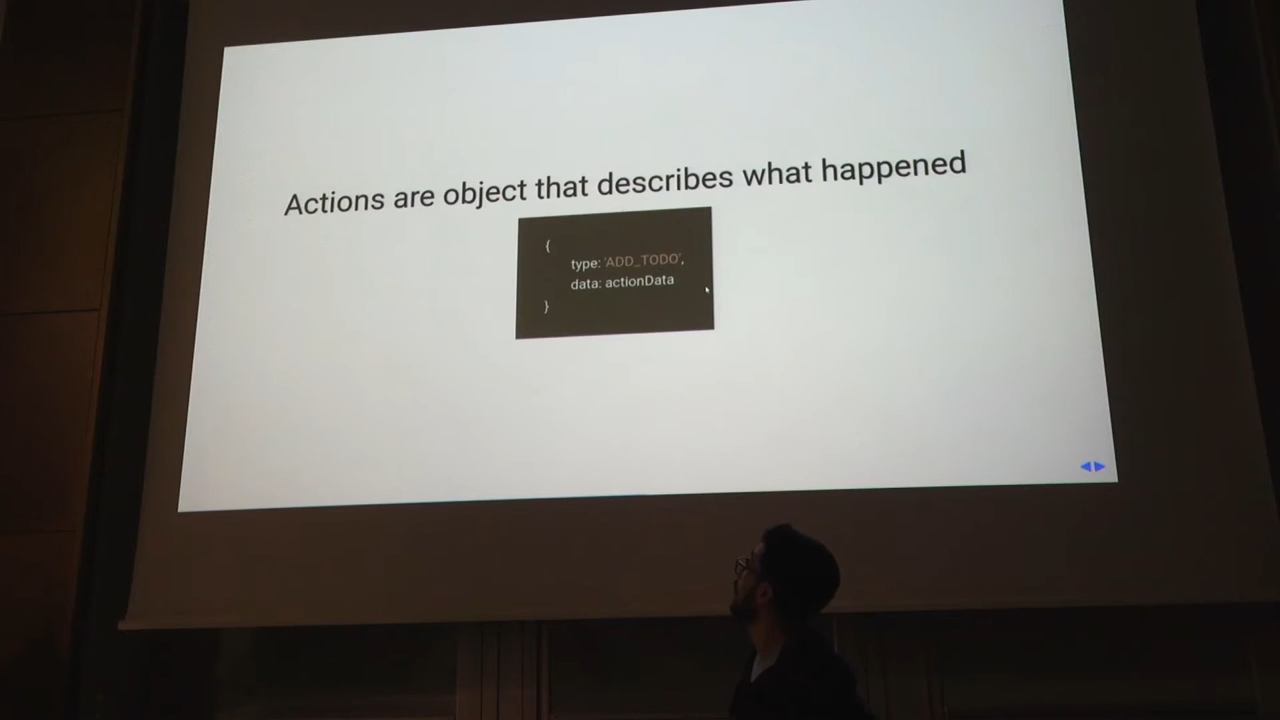 Actions are object that describes what happened
{
type: 'ADD_TODO',
data: actionData
}